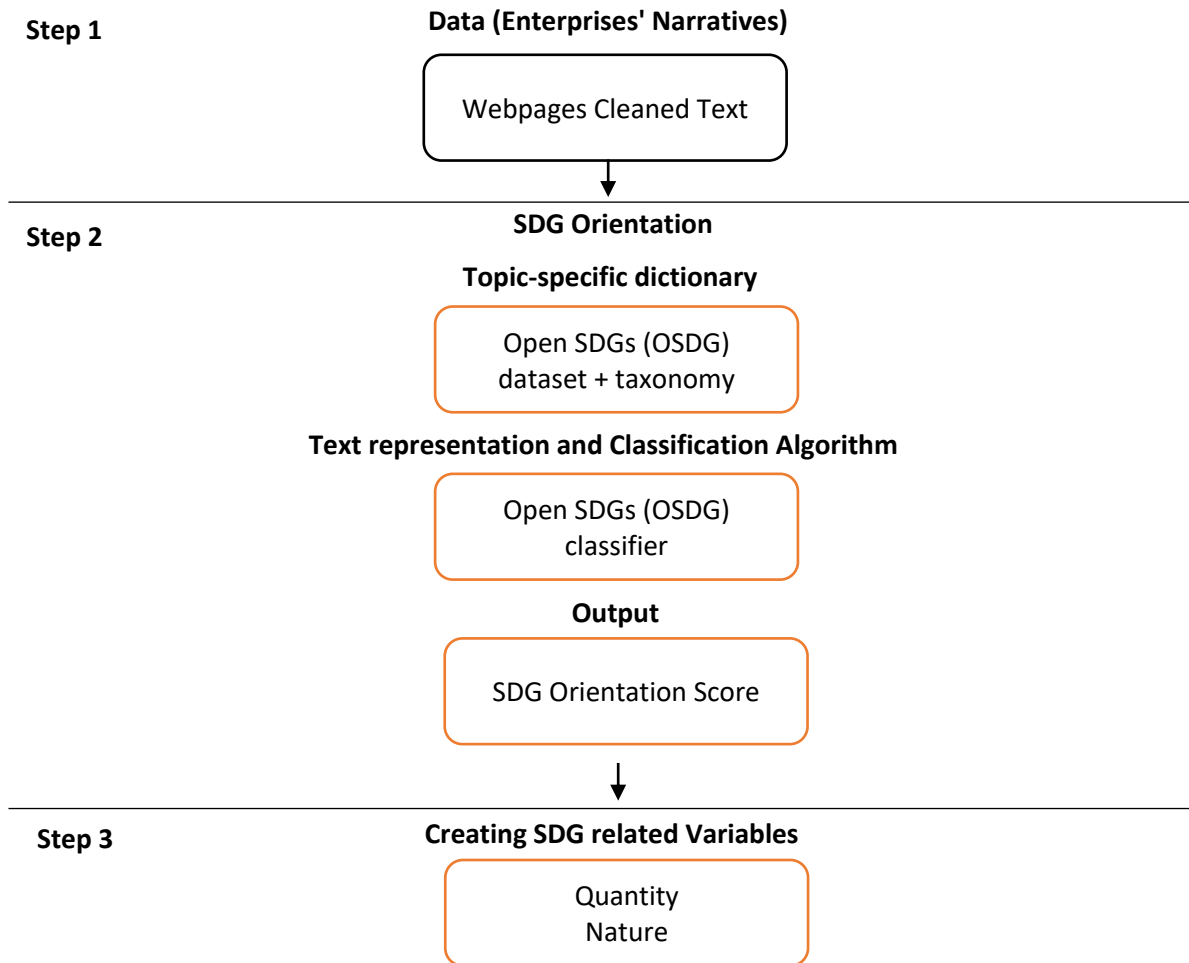 Step 1
Data (Enterprises' Narratives)
Webpages Cleaned Text
Step 2
SDG Orientation
Topic-specific dictionary
Open SDGs (OSDG)
dataset + taxonomy
Text representation and Classification Algorithm
Open SDGs (OSDG)
classifier
Output
SDG Orientation Score
Step 3
Creating SDG related Variables
Quantity
Nature